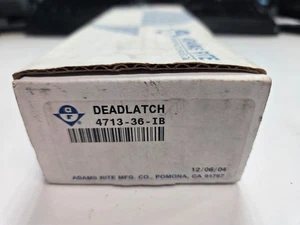 DEADLATCH
4713-36-IB
12/06/04
ADAMS RITE MFG. CO., POMONA, CA 91767